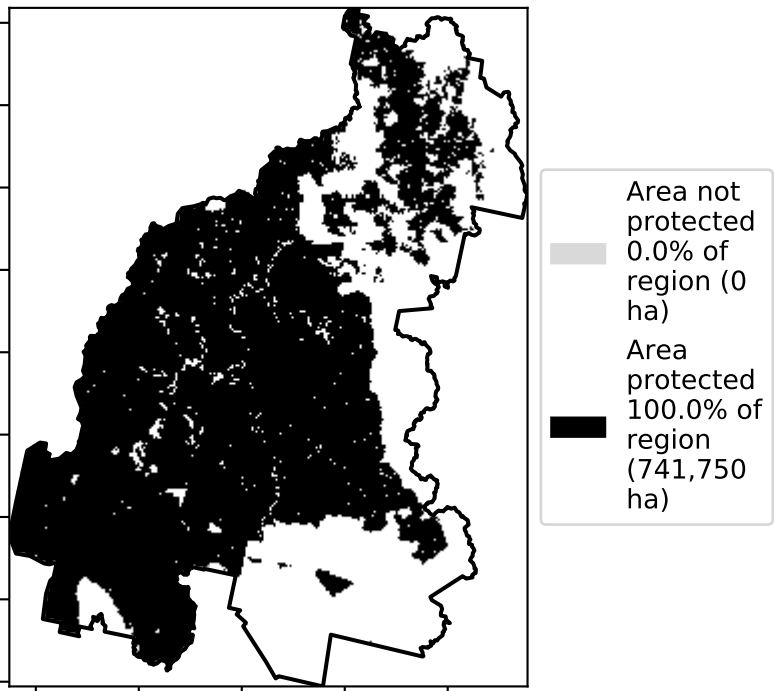 Area not
protected
0.0% of
region (0
ha)
Area
protected
100.0% of
region
(741,750
ha)